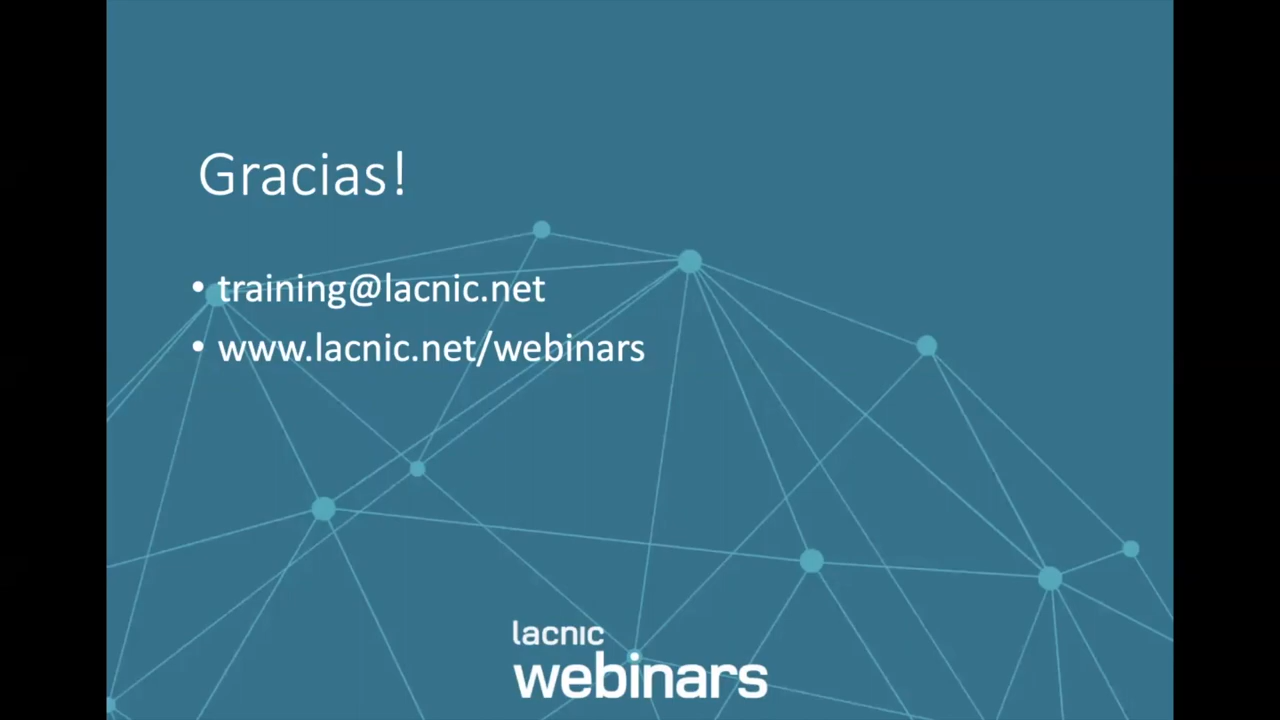 Gracias!
• training@lacnic.net
• www.lacnic.net/webinars
lacnic
webinars